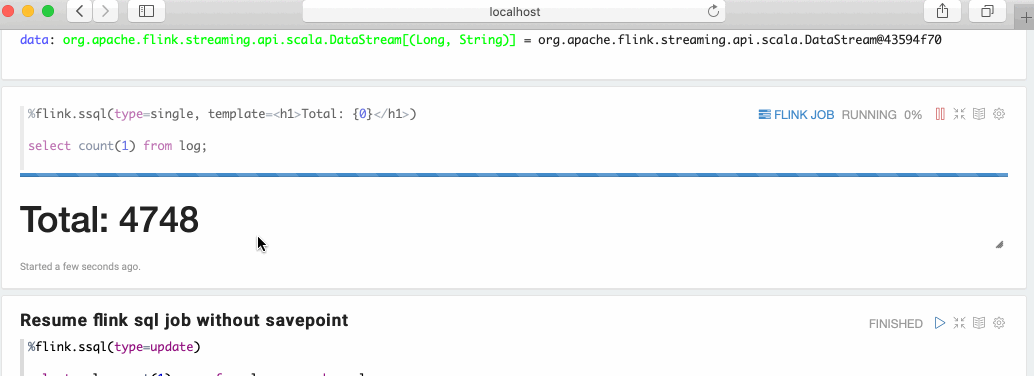 localhost
data: org.apache.flink.streaming.api.scala.DataStream[(Long, String)] = org.apache.flink.streaming.api.scala.DataStream@43594f70
%flink.ssql(type=single, template=<h1>Total: {0}</h1>)
FLINK JOB RUNNING 0%
select count(1) from log;
Total: 4748
Started a few seconds ago.
Resume flink sql job without savepoint
FINISHED
%flink.ssql(type=update)